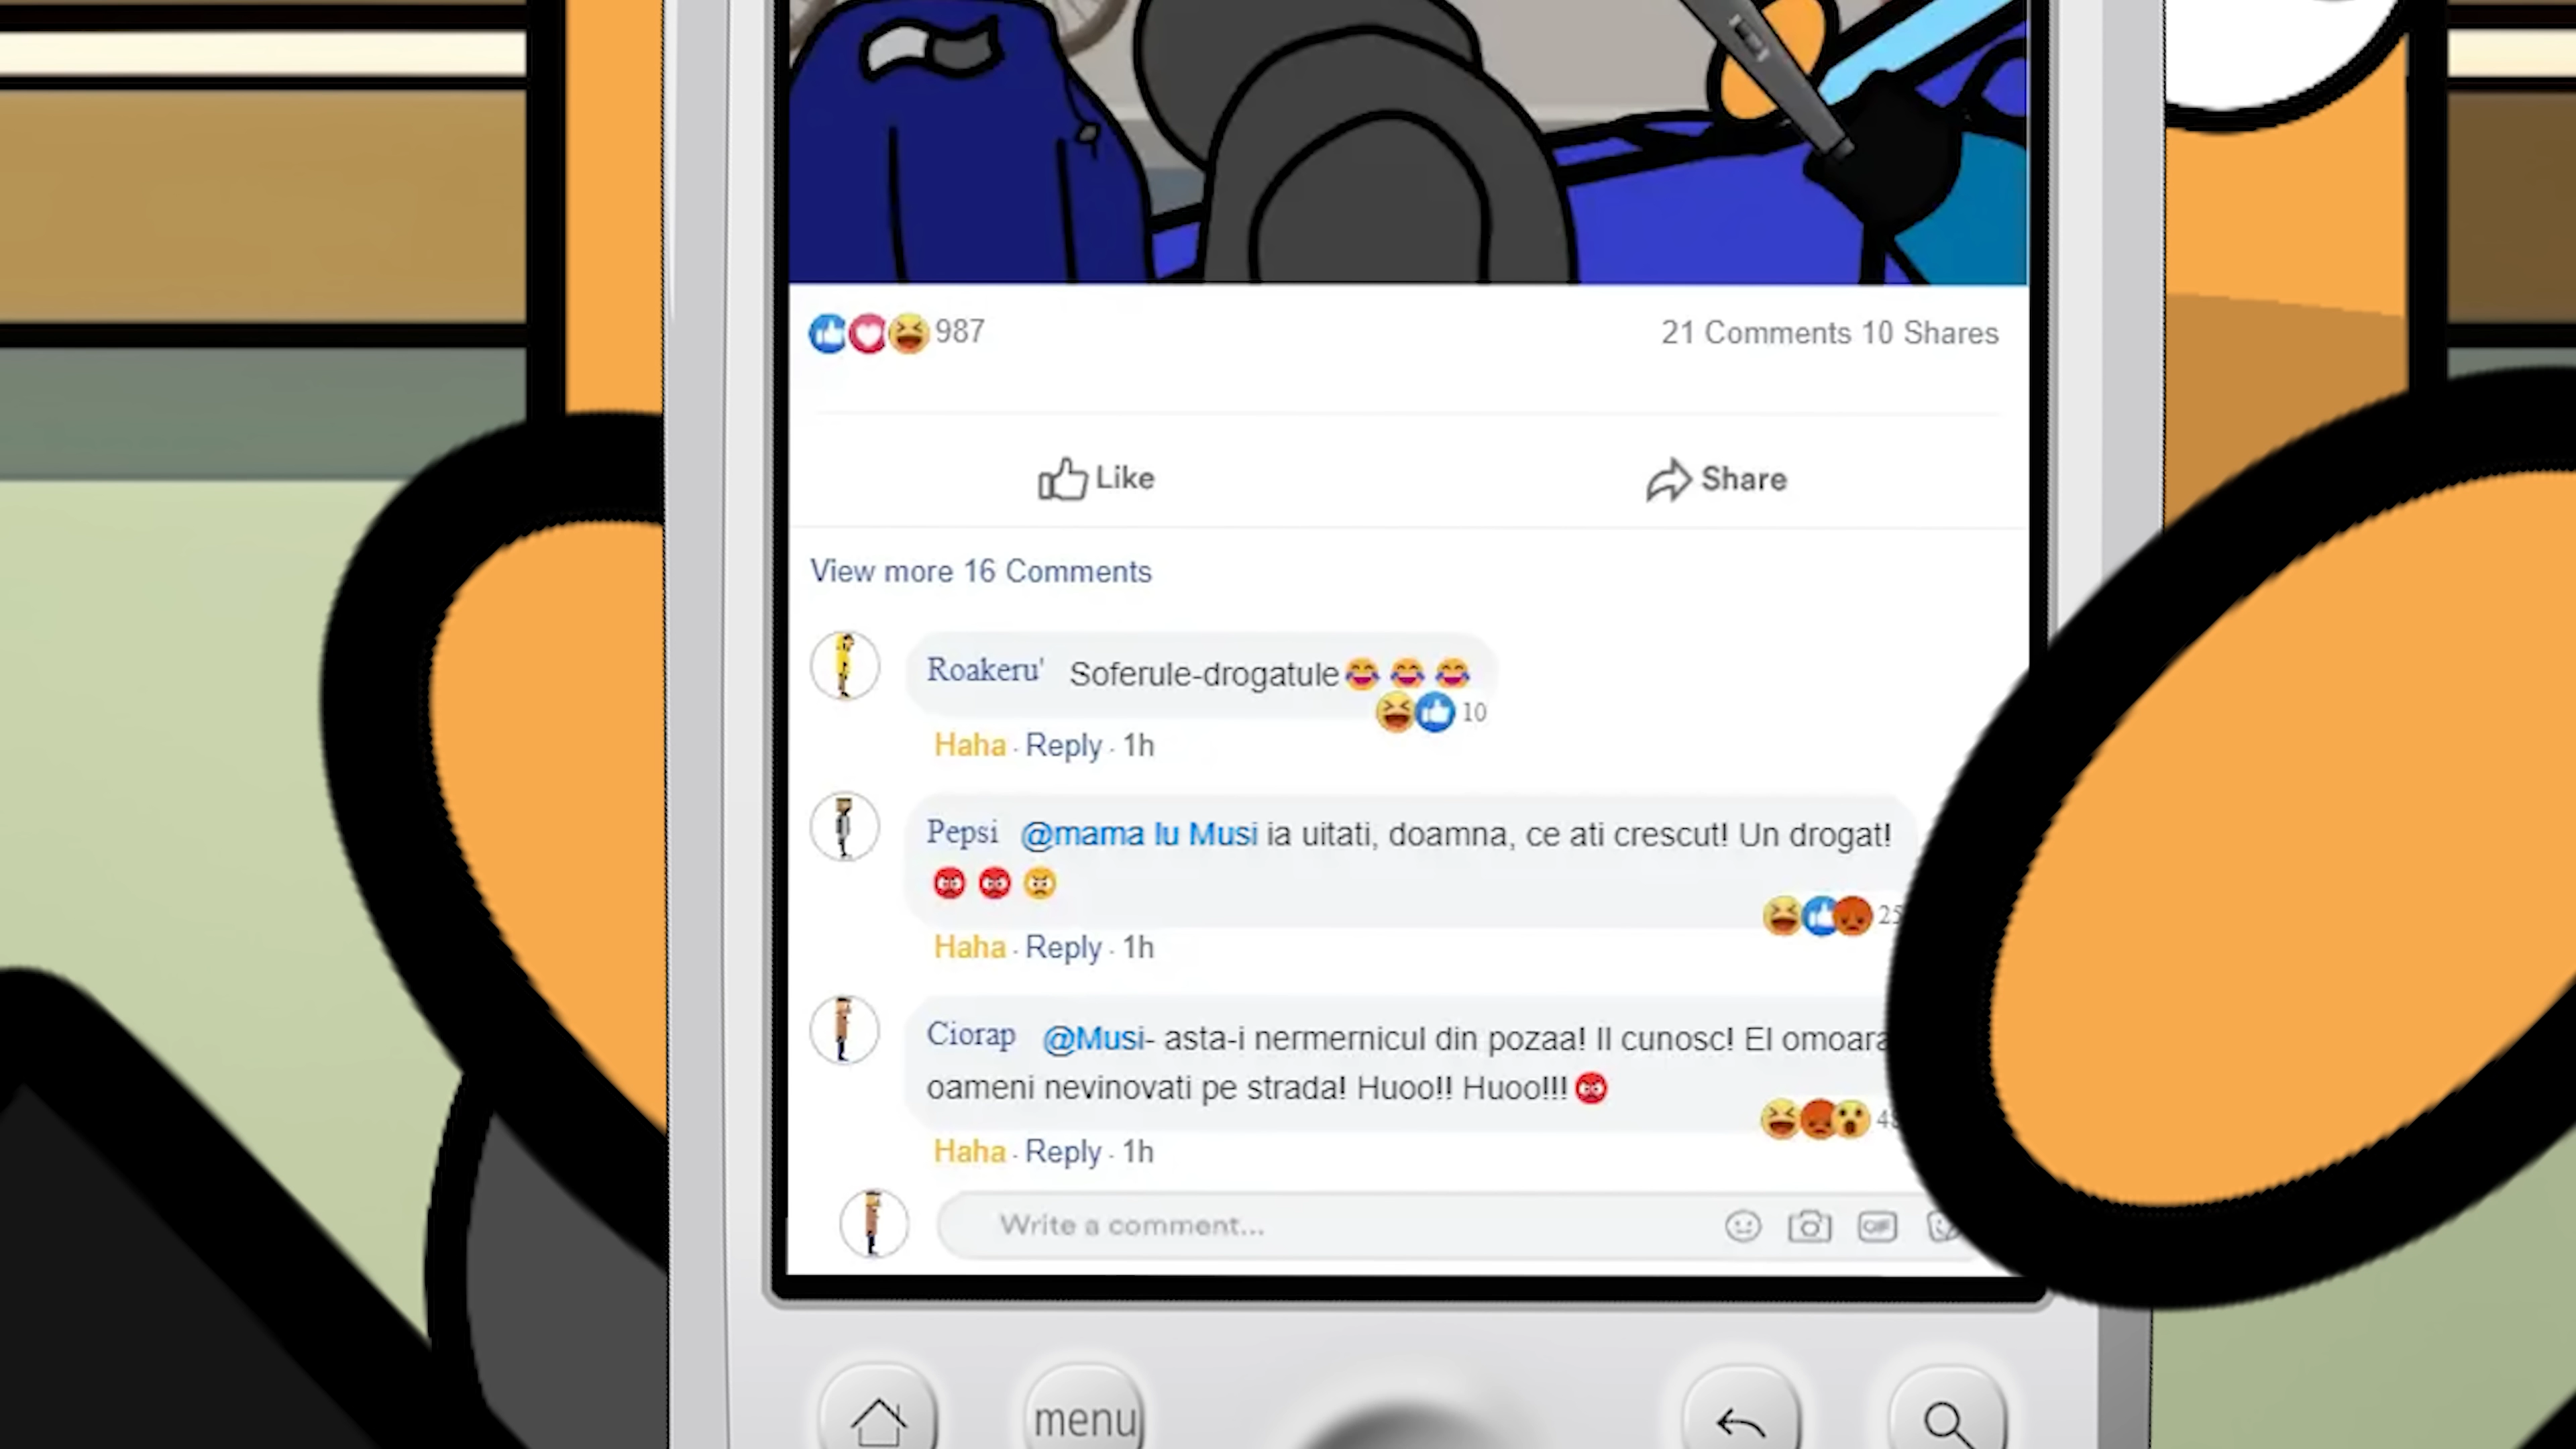 987
21 Comments 10 Shares
Like
Share
View more 16 Comments
Roakeru' Soferule-drogatule😂 😂 😂
10
Haha · Reply · 1h
Pepsi @mama lu Musi ia uitati, doamna, ce ati crescut! Un drogat!
😡 😡 😠
25
Haha · Reply · 1h
Ciorap @Musi- asta-i nermernicul din pozaa! Il cunosc! El omoara
oameni nevinovati pe strada! Huoo!! Huoo!!!😡
Haha · Reply · 1h
Write a comment...
GIF
menu